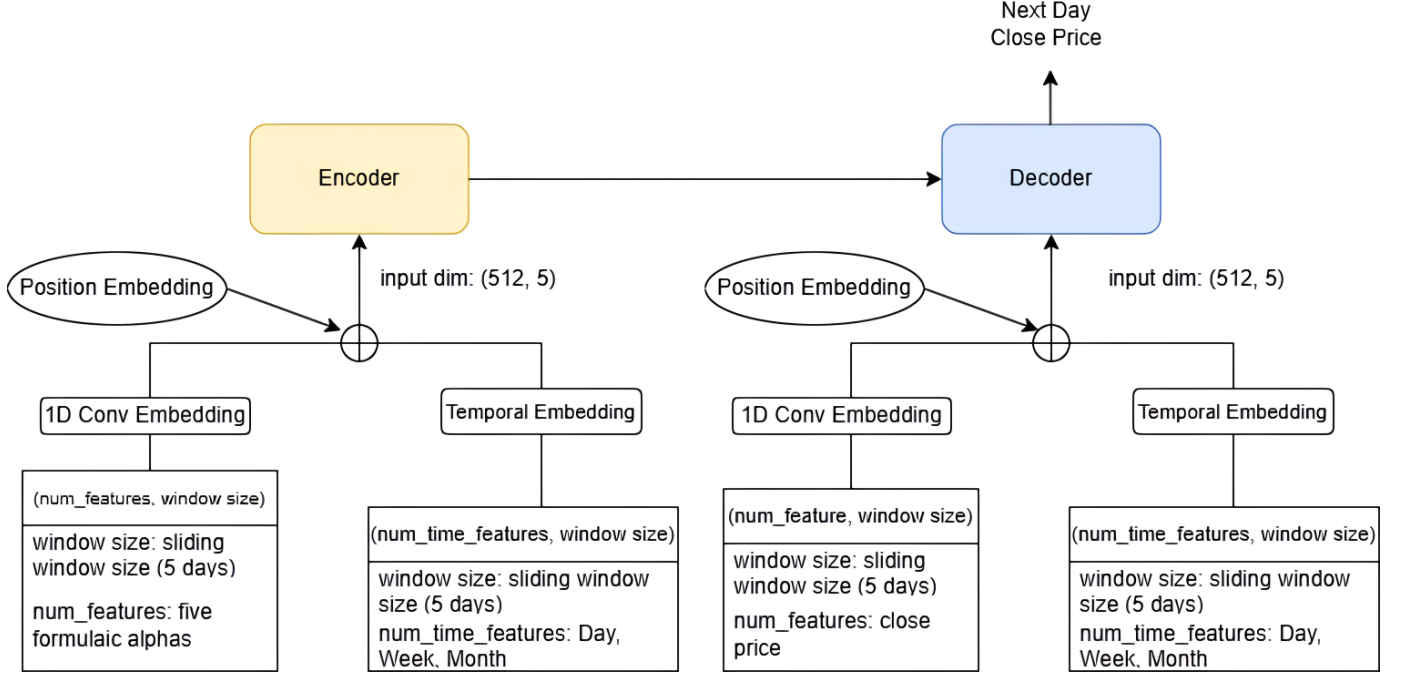 Next Day
Close Price
Encoder
Decoder
Position Embedding
input dim: (512, 5)
Position Embedding
input dim: (512, 5)
1D Conv Embedding
Temporal Embedding
1D Conv Embedding
Temporal Embedding
(num_features, window size)
window size: sliding
window size (5 days)
num_features: five
formulaic alphas
(num_time_features, window size)
window size: sliding window
size (5 days)
num_time_features: Day,
Week, Month
(num_feature, window size)
window size: sliding
window size (5 days)
num_features: close
price
(num_time_features, window size)
window size: sliding window
size (5 days)
num_time_features: Day,
Week, Month